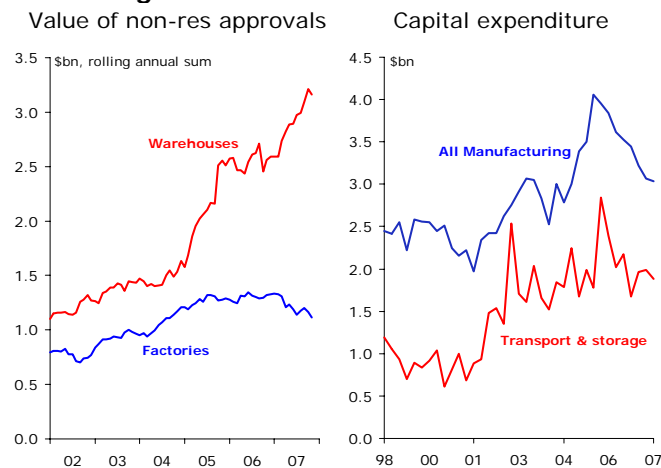 Value of non-res approvals
3.5
$bn, rolling annual sum
3.0
Warehouses
2.5
2.0
1.5
1.0
Factories
0.5
0.0
02 03 04 05 06 07
Capital expenditure
4.5
$bn
4.0
3.5
All Manufacturing
3.0
2.5
2.0
1.5
Transport & storage
1.0
0.5
0.0
98 00 01 03 04 06 07